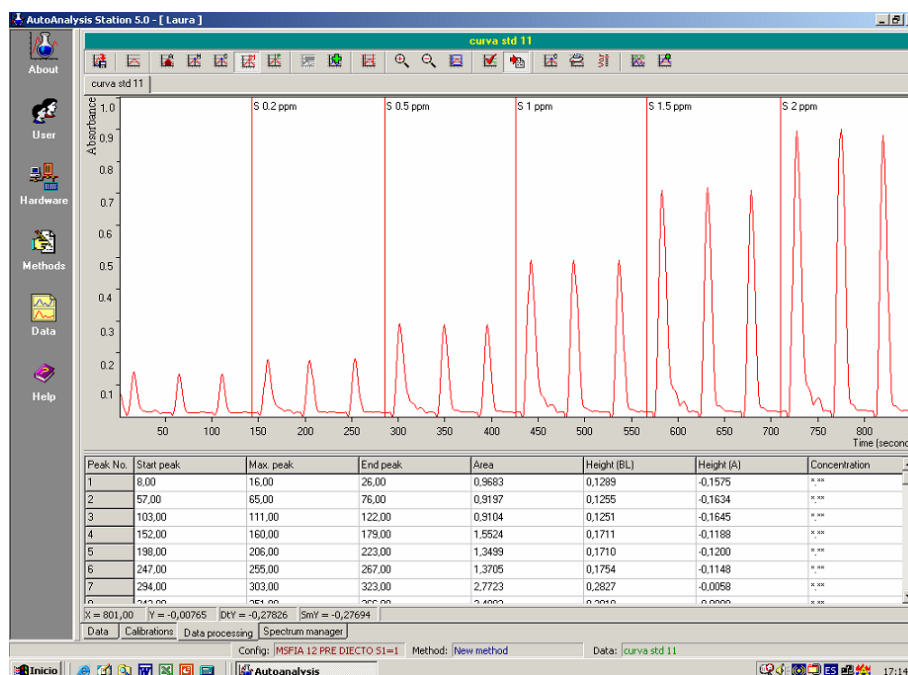 AutoAnalysis Station 5.0 - [ Laura ]
About
User
Hardware
Methods
Data
Help
curva std 11
curva std 11
Absorbance
1.0
0.9
0.8
0.7
0.6
0.5
0.4
0.3
0.2
0.1
S 0.2 ppm
S 0.5 ppm
S 1 ppm
S 1.5 ppm
S 2 ppm
50 100 150 200 250 300 350 400 450 500 550 600 650 700 750 800
Time (second
Peak No. Start peak Max. peak End peak Area Height (BL) Height (A) Concentration
1 8,00 16,00 26,00 0,9683 0,1289 -0,1575 *,**
2 57,00 65,00 76,00 0,9197 0,1255 -0,1634 *,**
3 103,00 111,00 122,00 0,9104 0,1251 -0,1645 *,**
4 152,00 160,00 179,00 1,5524 0,1711 -0,1188 *,**
5 198,00 206,00 223,00 1,3499 0,1710 -0,1200 *,**
6 247,00 255,00 267,00 1,3705 0,1754 -0,1148 *,**
7 294,00 303,00 323,00 2,7723 0,2827 -0,0058 *,**
X = 801,00 Y = -0,00765 DtY = -0,27826 SmY = -0,27694
Data Calibrations Data processing Spectrum manager
Config: MSFIA 12 PRE DIECTO S1=1 Method: New method Data: curva std 11
Inicio Autoanalysis ES 17:14